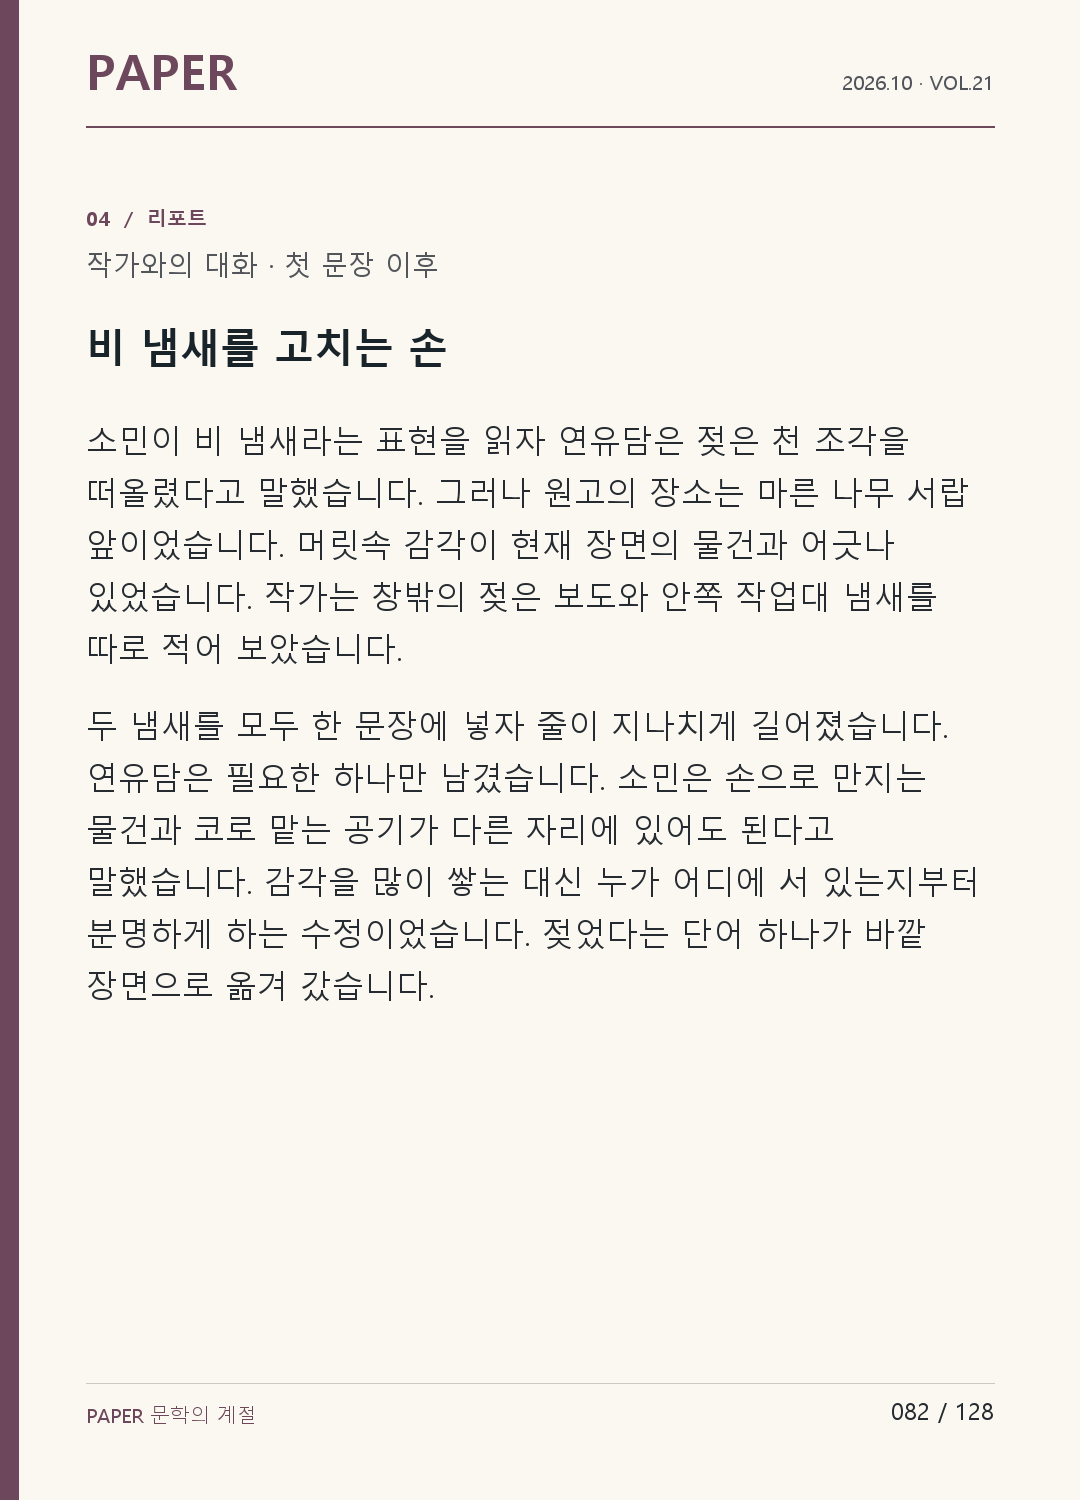 PAPER
2026.10 · VOL.21
04 / 리포트
작가와의 대화 · 첫 문장 이후
비 냄새를 고치는 손
소민이 비 냄새라는 표현을 읽자 연유담은 젖은 천 조각을
떠올렸다고 말했습니다. 그러나 원고의 장소는 마른 나무 서랍
앞이었습니다. 머릿속 감각이 현재 장면의 물건과 어긋나
있었습니다. 작가는 창밖의 젖은 보도와 안쪽 작업대 냄새를
따로 적어 보았습니다.
두 냄새를 모두 한 문장에 넣자 줄이 지나치게 길어졌습니다.
연유담은 필요한 하나만 남겼습니다. 소민은 손으로 만지는
물건과 코로 맡는 공기가 다른 자리에 있어도 된다고
말했습니다. 감각을 많이 쌓는 대신 누가 어디에 서 있는지부터
분명하게 하는 수정이었습니다. 젖었다는 단어 하나가 바깥
장면으로 옮겨 갔습니다.
PAPER 문학의 계절
082 / 128